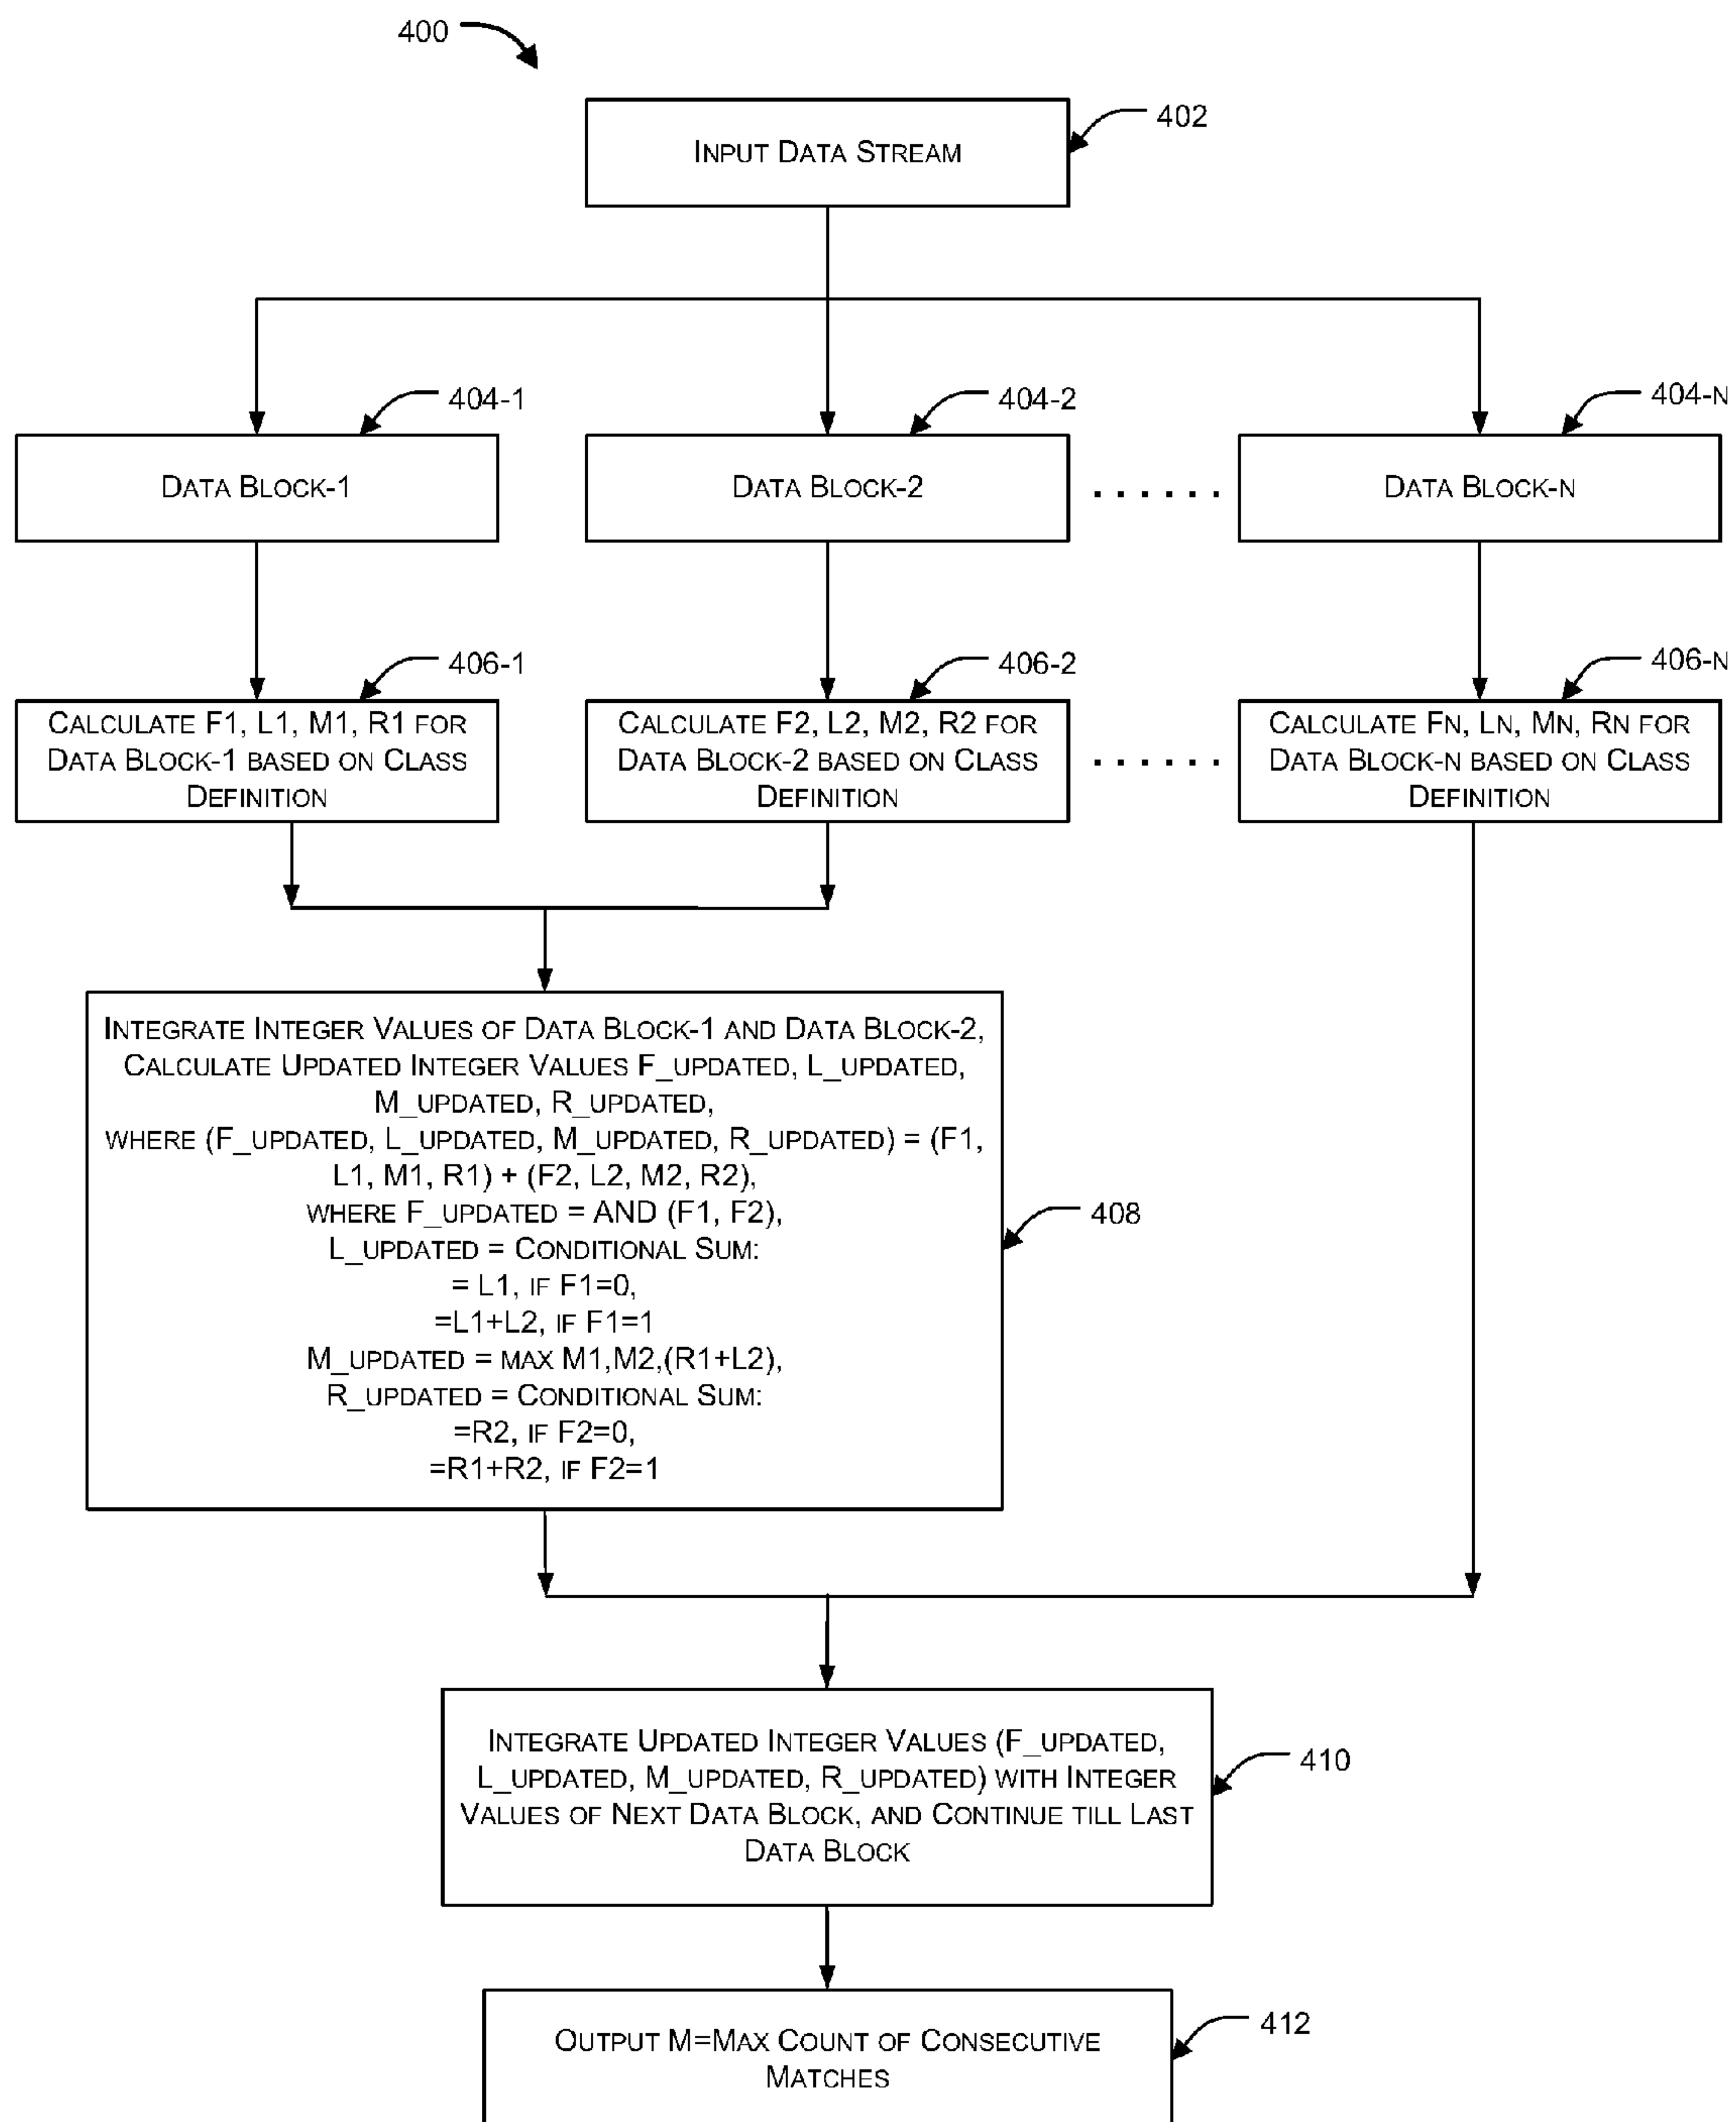 400
402
INPUT DATA STREAM
404-1
404-2
404-N
DATA BLOCK-1
DATA BLOCK-2
......
DATA BLOCK-N
406-1
406-2
406-N
CALCULATE F1, L1, M1, R1 FOR
DATA BLOCK-1 BASED ON CLASS
DEFINITION
CALCULATE F2, L2, M2, R2 FOR
DATA BLOCK-2 BASED ON CLASS
DEFINITION
......
CALCULATE FN, LN, MN, RN FOR
DATA BLOCK-N BASED ON CLASS
DEFINITION
INTEGRATE INTEGER VALUES OF DATA BLOCK-1 AND DATA BLOCK-2,
CALCULATE UPDATED INTEGER VALUES F_UPDATED, L_UPDATED,
M_UPDATED, R_UPDATED,
WHERE (F_UPDATED, L_UPDATED, M_UPDATED, R_UPDATED) = (F1,
L1, M1, R1) + (F2, L2, M2, R2),
WHERE F_UPDATED = AND (F1, F2),
L_UPDATED = CONDITIONAL SUM:
= L1, IF F1=0,
=L1+L2, IF F1=1
M_UPDATED = MAX M1,M2,(R1+L2),
R_UPDATED = CONDITIONAL SUM:
=R2, IF F2=0,
=R1+R2, IF F2=1
408
INTEGRATE UPDATED INTEGER VALUES (F_UPDATED,
L_UPDATED, M_UPDATED, R_UPDATED) WITH INTEGER
VALUES OF NEXT DATA BLOCK, AND CONTINUE TILL LAST
DATA BLOCK
410
OUTPUT M=MAX COUNT OF CONSECUTIVE
MATCHES
412